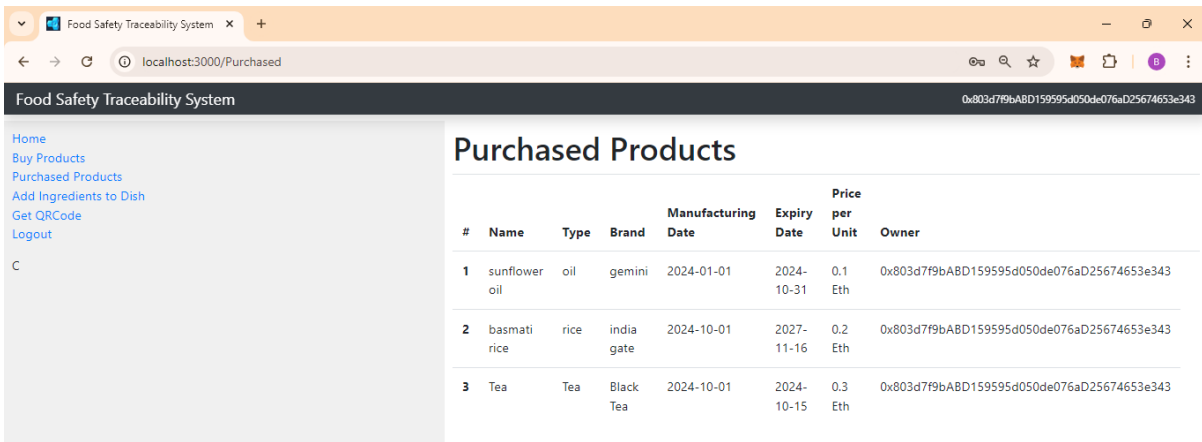 Food Safety Traceability System
localhost:3000/Purchased
B
Food Safety Traceability System
0x803d7f9bABD159595d050de076aD25674653e343
Home
Buy Products
Purchased Products
Add Ingredients to Dish
Get QRCode
Logout
C
Purchased Products
# Name Type Brand Manufacturing Date Expiry Date Price per Unit Owner
1 sunflower oil oil gemini 2024-01-01 2024-10-31 0.1 Eth 0x803d7f9bABD159595d050de076aD25674653e343
2 basmati rice rice india gate 2024-10-01 2027-11-16 0.2 Eth 0x803d7f9bABD159595d050de076aD25674653e343
3 Tea Tea Black Tea 2024-10-01 2024-10-15 0.3 Eth 0x803d7f9bABD159595d050de076aD25674653e343